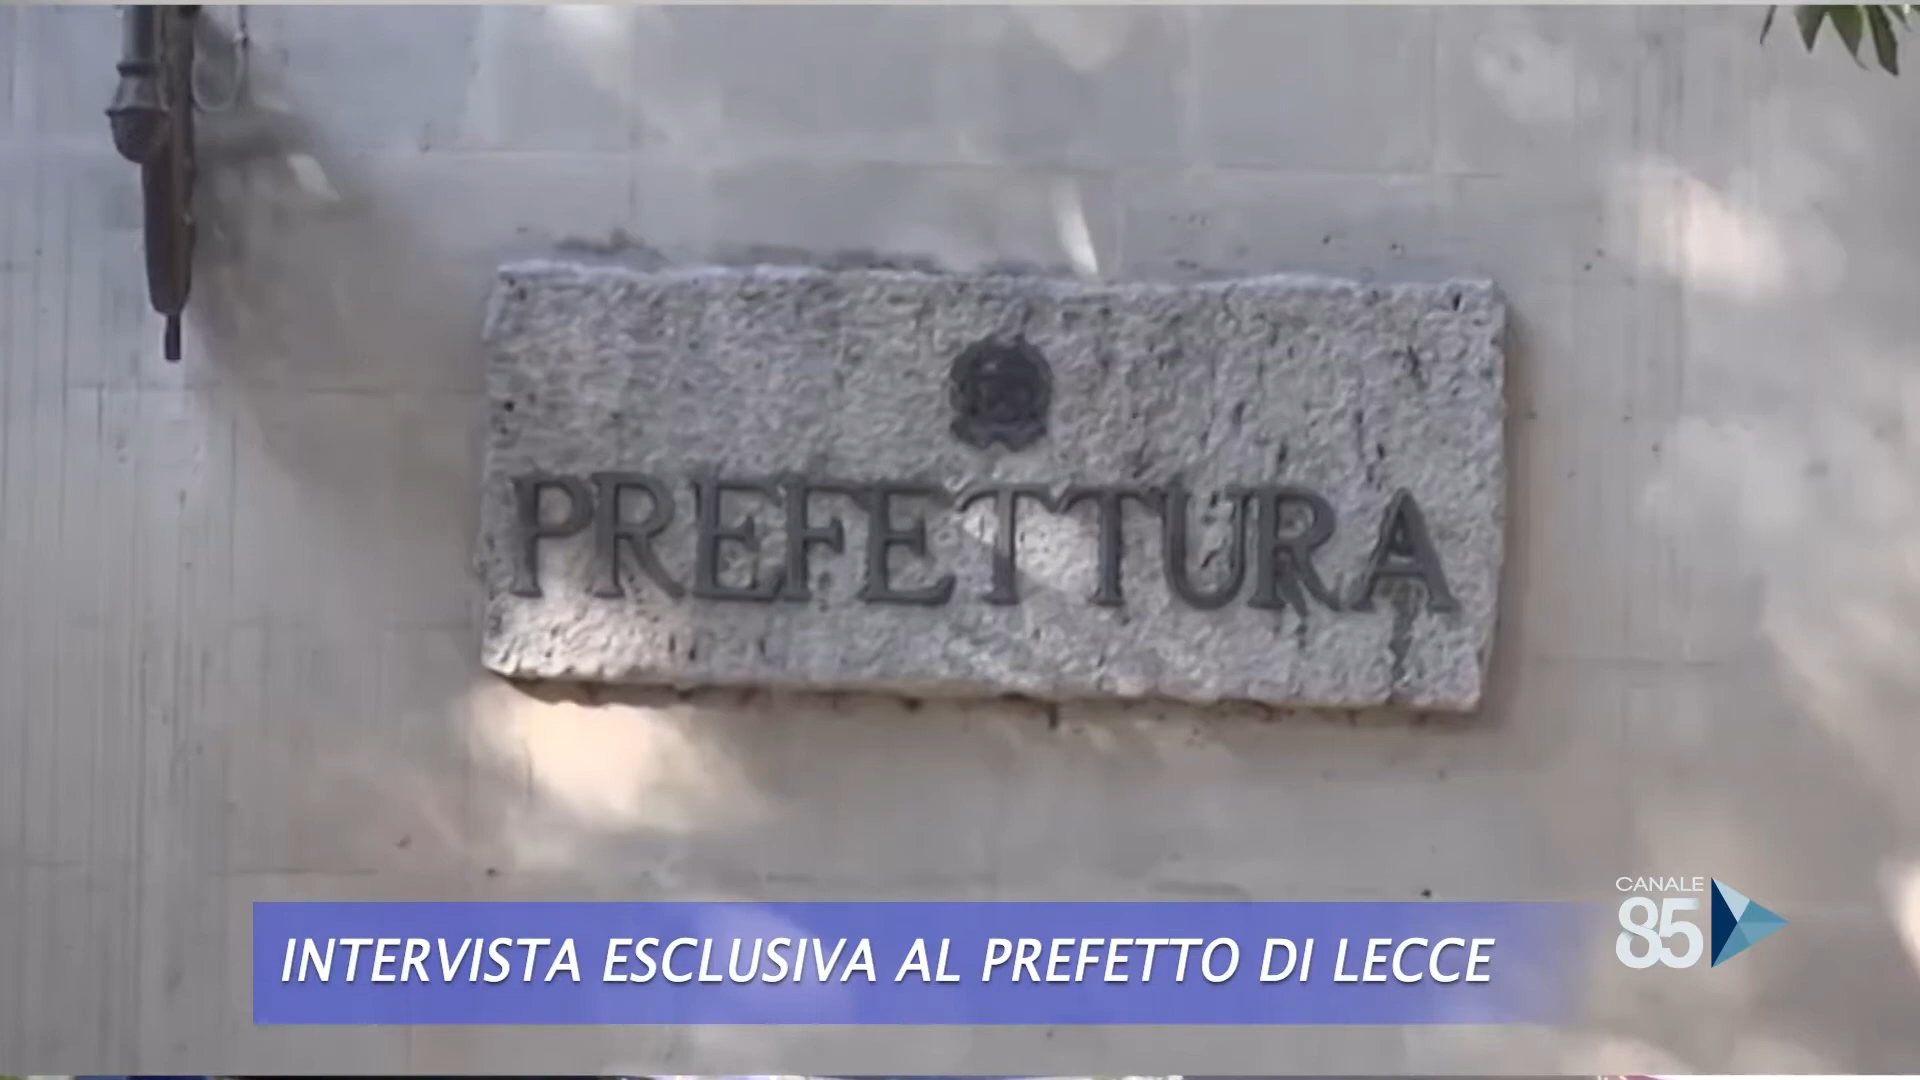 PREFETTURA
INTERVISTA ESCLUSIVA AL PREFETTO DI LECCE
CANALE
85